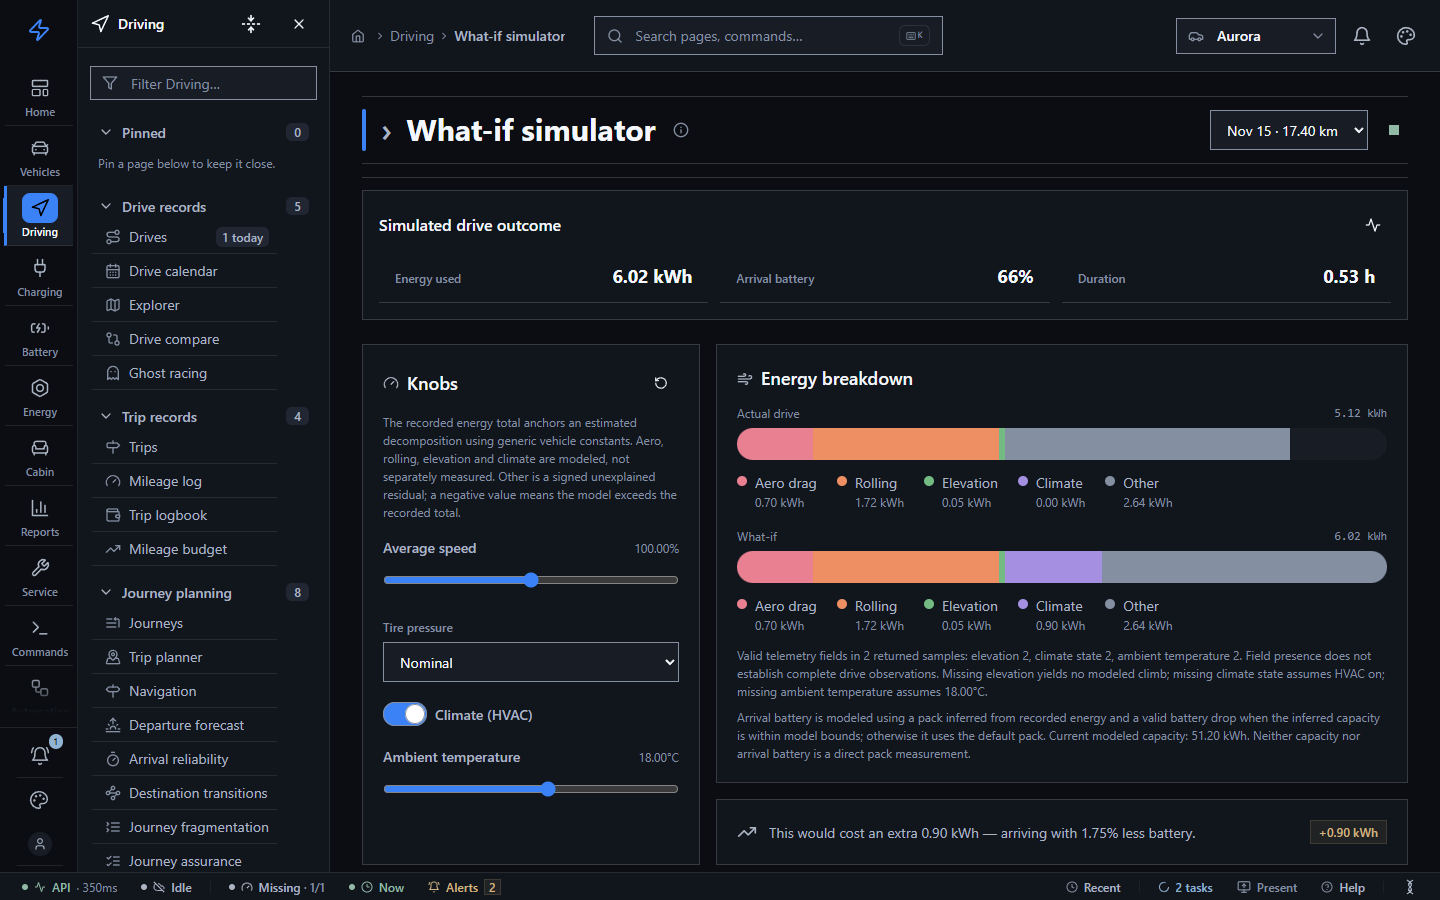 Driving
Driving
What-if simulator
Search pages, commands...
K
Aurora
Filter Driving...
Home
Vehicles
Driving
Charging
Battery
Energy
Cabin
Reports
Service
Commands
1
Pinned
0
Pin a page below to keep it close.
Drive records
5
Drives
1 today
Drive calendar
Explorer
Drive compare
Ghost racing
Trip records
4
Trips
Mileage log
Trip logbook
Mileage budget
Journey planning
8
Journeys
Trip planner
Navigation
Departure forecast
Arrival reliability
Destination transitions
Journey fragmentation
Journey assurance
What-if simulator
Nov 15 · 17.40 km
Simulated drive outcome
Energy used
6.02 kWh
Arrival battery
66%
Duration
0.53 h
Knobs
The recorded energy total anchors an estimated
decomposition using generic vehicle constants. Aero,
rolling, elevation and climate are modeled, not
separately measured. Other is a signed unexplained
residual; a negative value means the model exceeds the
recorded total.
Average speed
100.00%
Tire pressure
Nominal
Climate (HVAC)
Ambient temperature
18.00°C
Energy breakdown
Actual drive
5.12 kWh
Aero drag
0.70 kWh
Rolling
1.72 kWh
Elevation
0.05 kWh
Climate
0.00 kWh
Other
2.64 kWh
What-if
6.02 kWh
Aero drag
0.70 kWh
Rolling
1.72 kWh
Elevation
0.05 kWh
Climate
0.90 kWh
Other
2.64 kWh
Valid telemetry fields in 2 returned samples: elevation 2, climate state 2, ambient temperature 2. Field presence does not
establish complete drive observations. Missing elevation yields no modeled climb; missing climate state assumes HVAC on;
missing ambient temperature assumes 18.00°C.
Arrival battery is modeled using a pack inferred from recorded energy and a valid battery drop when the inferred capacity
is within model bounds; otherwise it uses the default pack. Current modeled capacity: 51.20 kWh. Neither capacity nor
arrival battery is a direct pack measurement.
This would cost an extra 0.90 kWh — arriving with 1.75% less battery.
+0.90 kWh
API · 350ms
Idle
Missing · 1/1
Now
Alerts 2
Recent
2 tasks
Present
Help